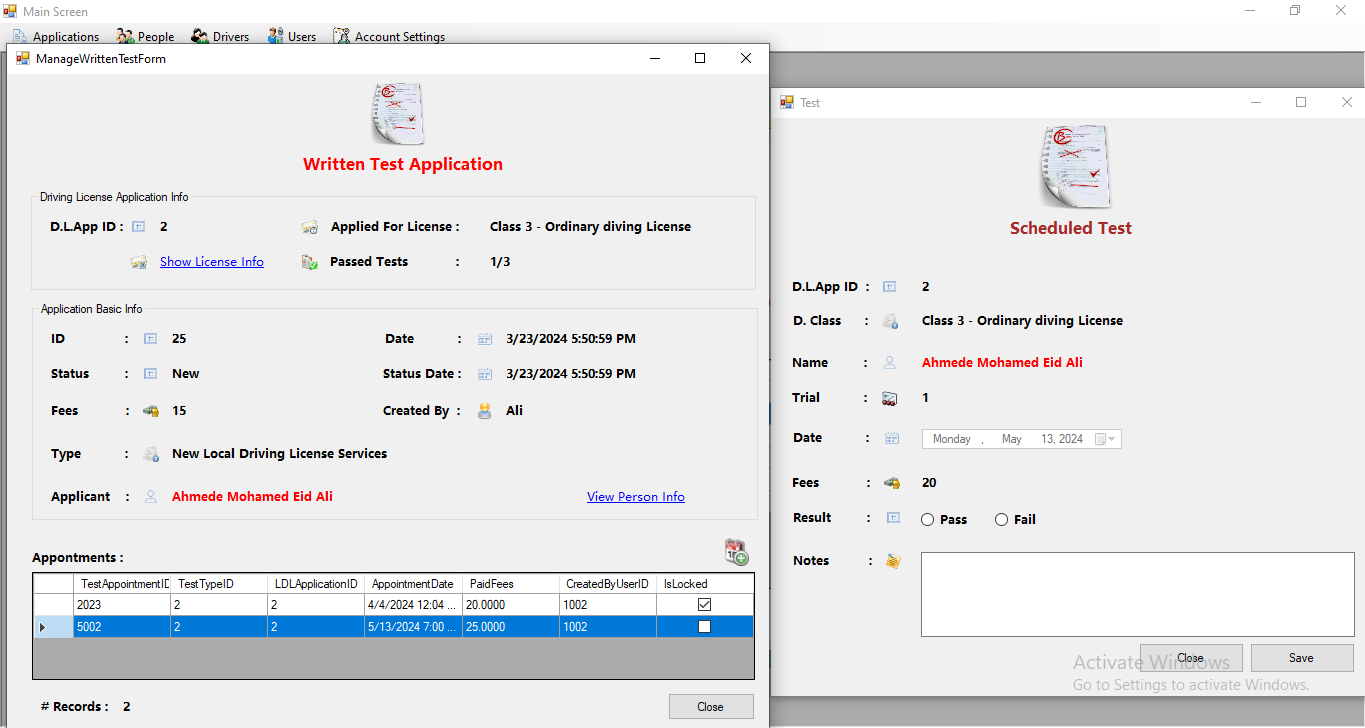 Main Screen
Applications People Drivers Users Account Settings
ManageWrittenTestForm
Written Test Application
Driving License Application Info
D.L.App ID : 2 Applied For License : Class 3 - Ordinary diving License
Show License Info Passed Tests : 1/3
Application Basic Info
ID : 25 Date : 3/23/2024 5:50:59 PM
Status : New Status Date : 3/23/2024 5:50:59 PM
Fees : 15 Created By : Ali
Type : New Local Driving License Services
Applicant : Ahmede Mohamed Eid Ali View Person Info
Appontments :
TestAppointmentID TestTypeID LDLApplicationID AppointmentDate PaidFees CreatedByUserID IsLocked
2023 2 2 4/4/2024 12:04 ... 20.0000 1002
5002 2 2 5/13/2024 7:00 ... 25.0000 1002
# Records : 2 Close
Test
Scheduled Test
D.L.App ID : 2
D. Class : Class 3 - Ordinary diving License
Name : Ahmede Mohamed Eid Ali
Trial : 1
Date : Monday , May 13, 2024
Fees : 20
Result : Pass Fail
Notes :
Close Save
Activate Windows
Go to Settings to activate Windows.